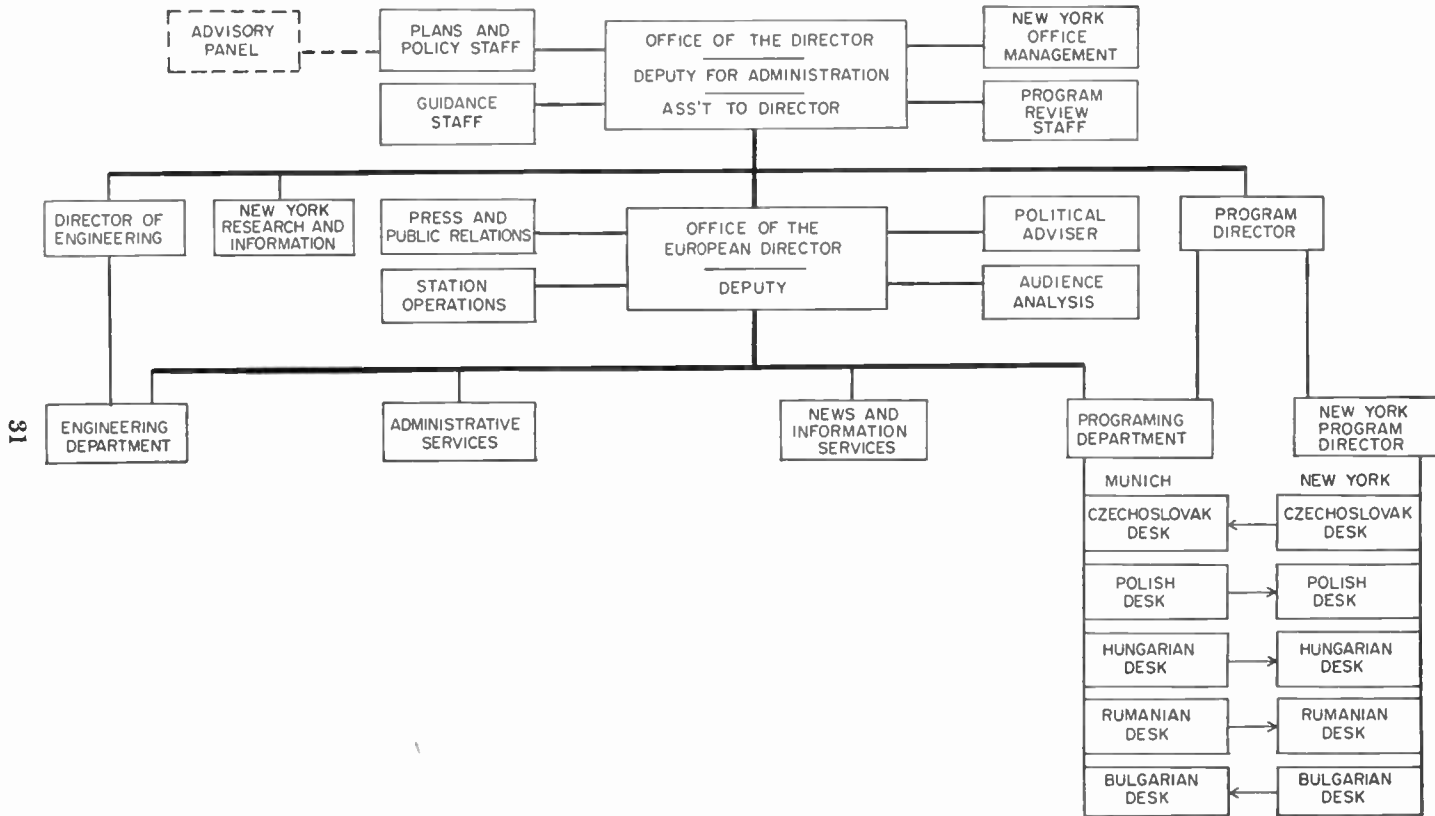 ADVISORY
PANEL
PLANS AND
POLICY STAFF
OFFICE OF THE DIRECTOR
DEPUTY FOR ADMINISTRATION
ASS'T TO DIRECTOR
NEW YORK
OFFICE
MANAGEMENT
GUIDANCE
STAFF
PROGRAM
REVIEW
STAFF
DIRECTOR OF
ENGINEERING
NEW YORK
RESEARCH AND
INFORMATION
PRESS AND
PUBLIC RELATIONS
OFFICE OF THE
EUROPEAN DIRECTOR
DEPUTY
POLITICAL
ADVISER
PROGRAM
DIRECTOR
STATION
OPERATIONS
AUDIENCE
ANALYSIS
ENGINEERING
DEPARTMENT
ADMINISTRATIVE
SERVICES
NEWS AND
INFORMATION
SERVICES
PROGRAMING
DEPARTMENT
NEW YORK
PROGRAM
DIRECTOR
31
MUNICH
NEW YORK
CZECHOSLOVAK
DESK
CZECHOSLOVAK
DESK
POLISH
DESK
POLISH
DESK
HUNGARIAN
DESK
HUNGARIAN
DESK
RUMANIAN
DESK
RUMANIAN
DESK
BULGARIAN
DESK
BULGARIAN
DESK